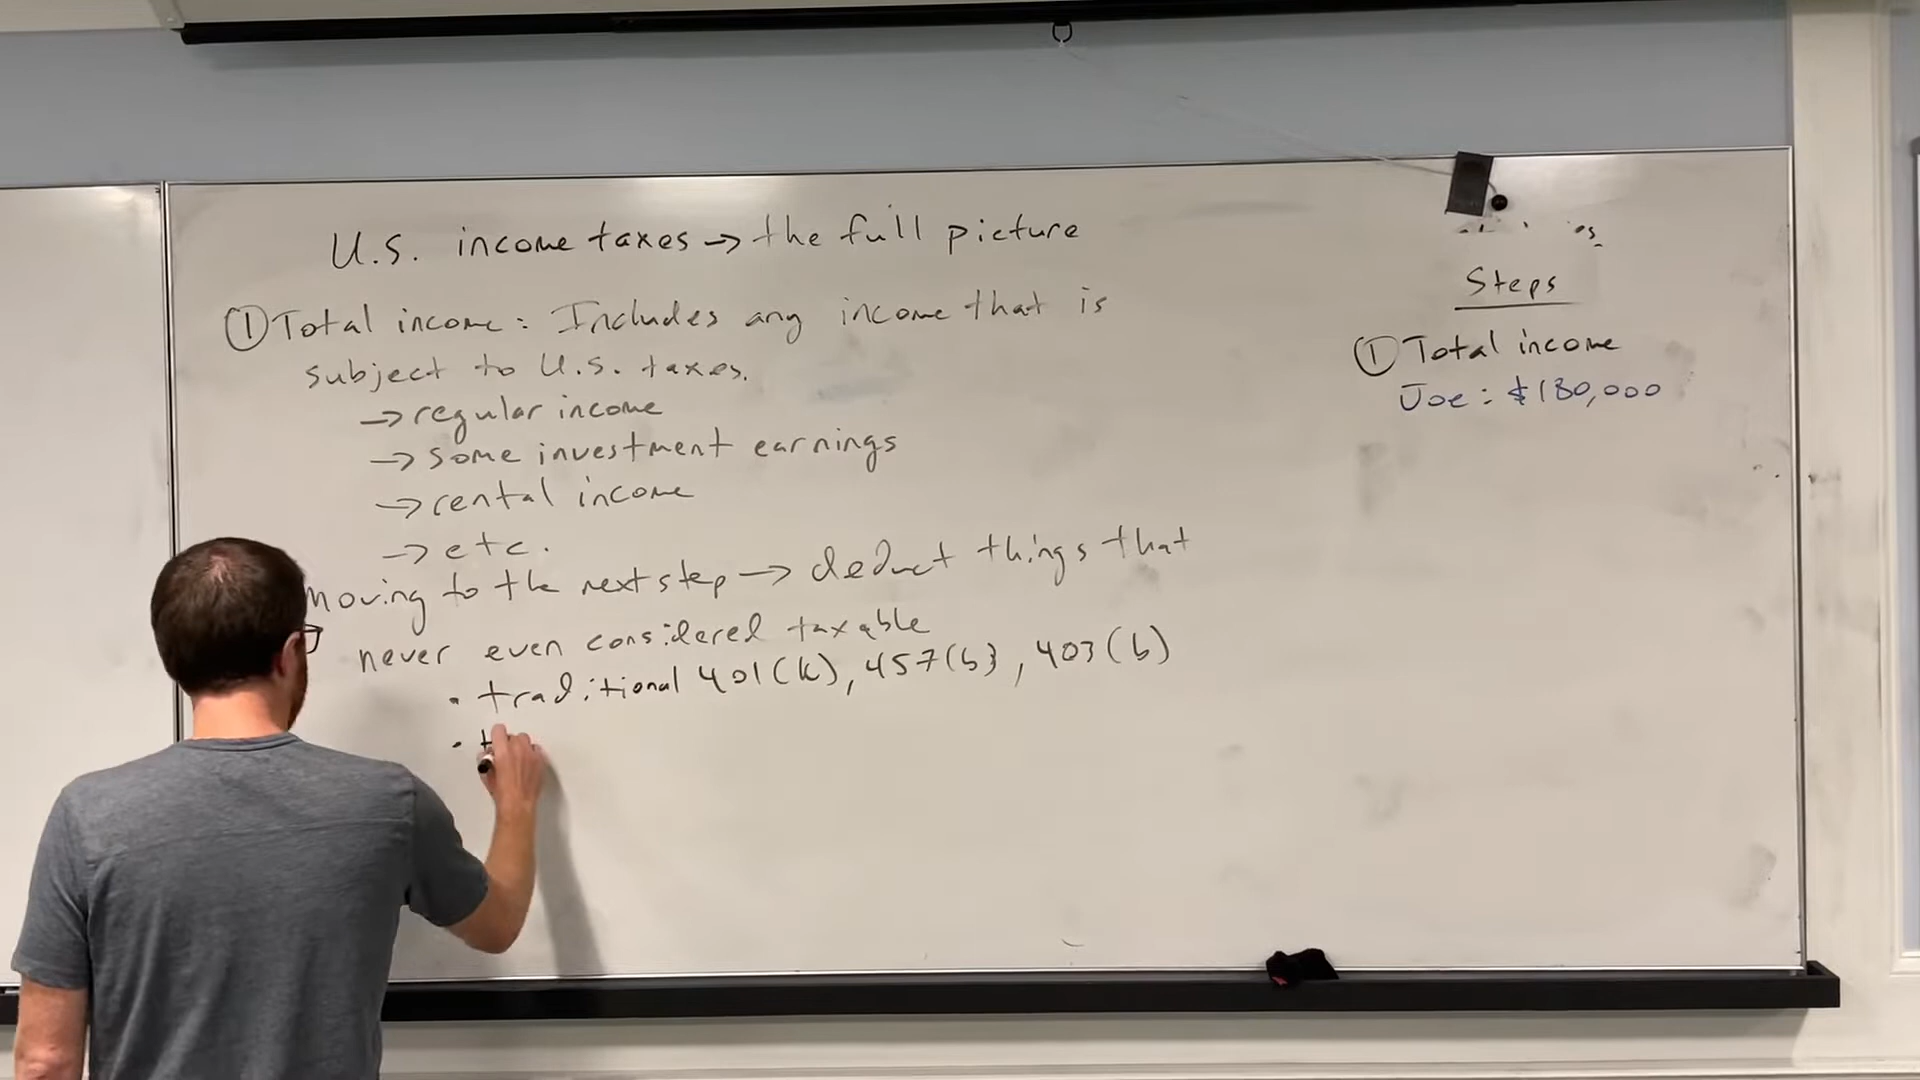 U.S. income taxes → the full picture
① Total income: Includes any income that is
subject to U.S. taxes.
→ regular income
→ some investment earnings
→ rental income
→ etc.
moving to the next step → deduct things that
never even considered taxable
• traditional 401(k), 457(b), 403(b)
• t
Steps
① Total income
Joe: $180,000